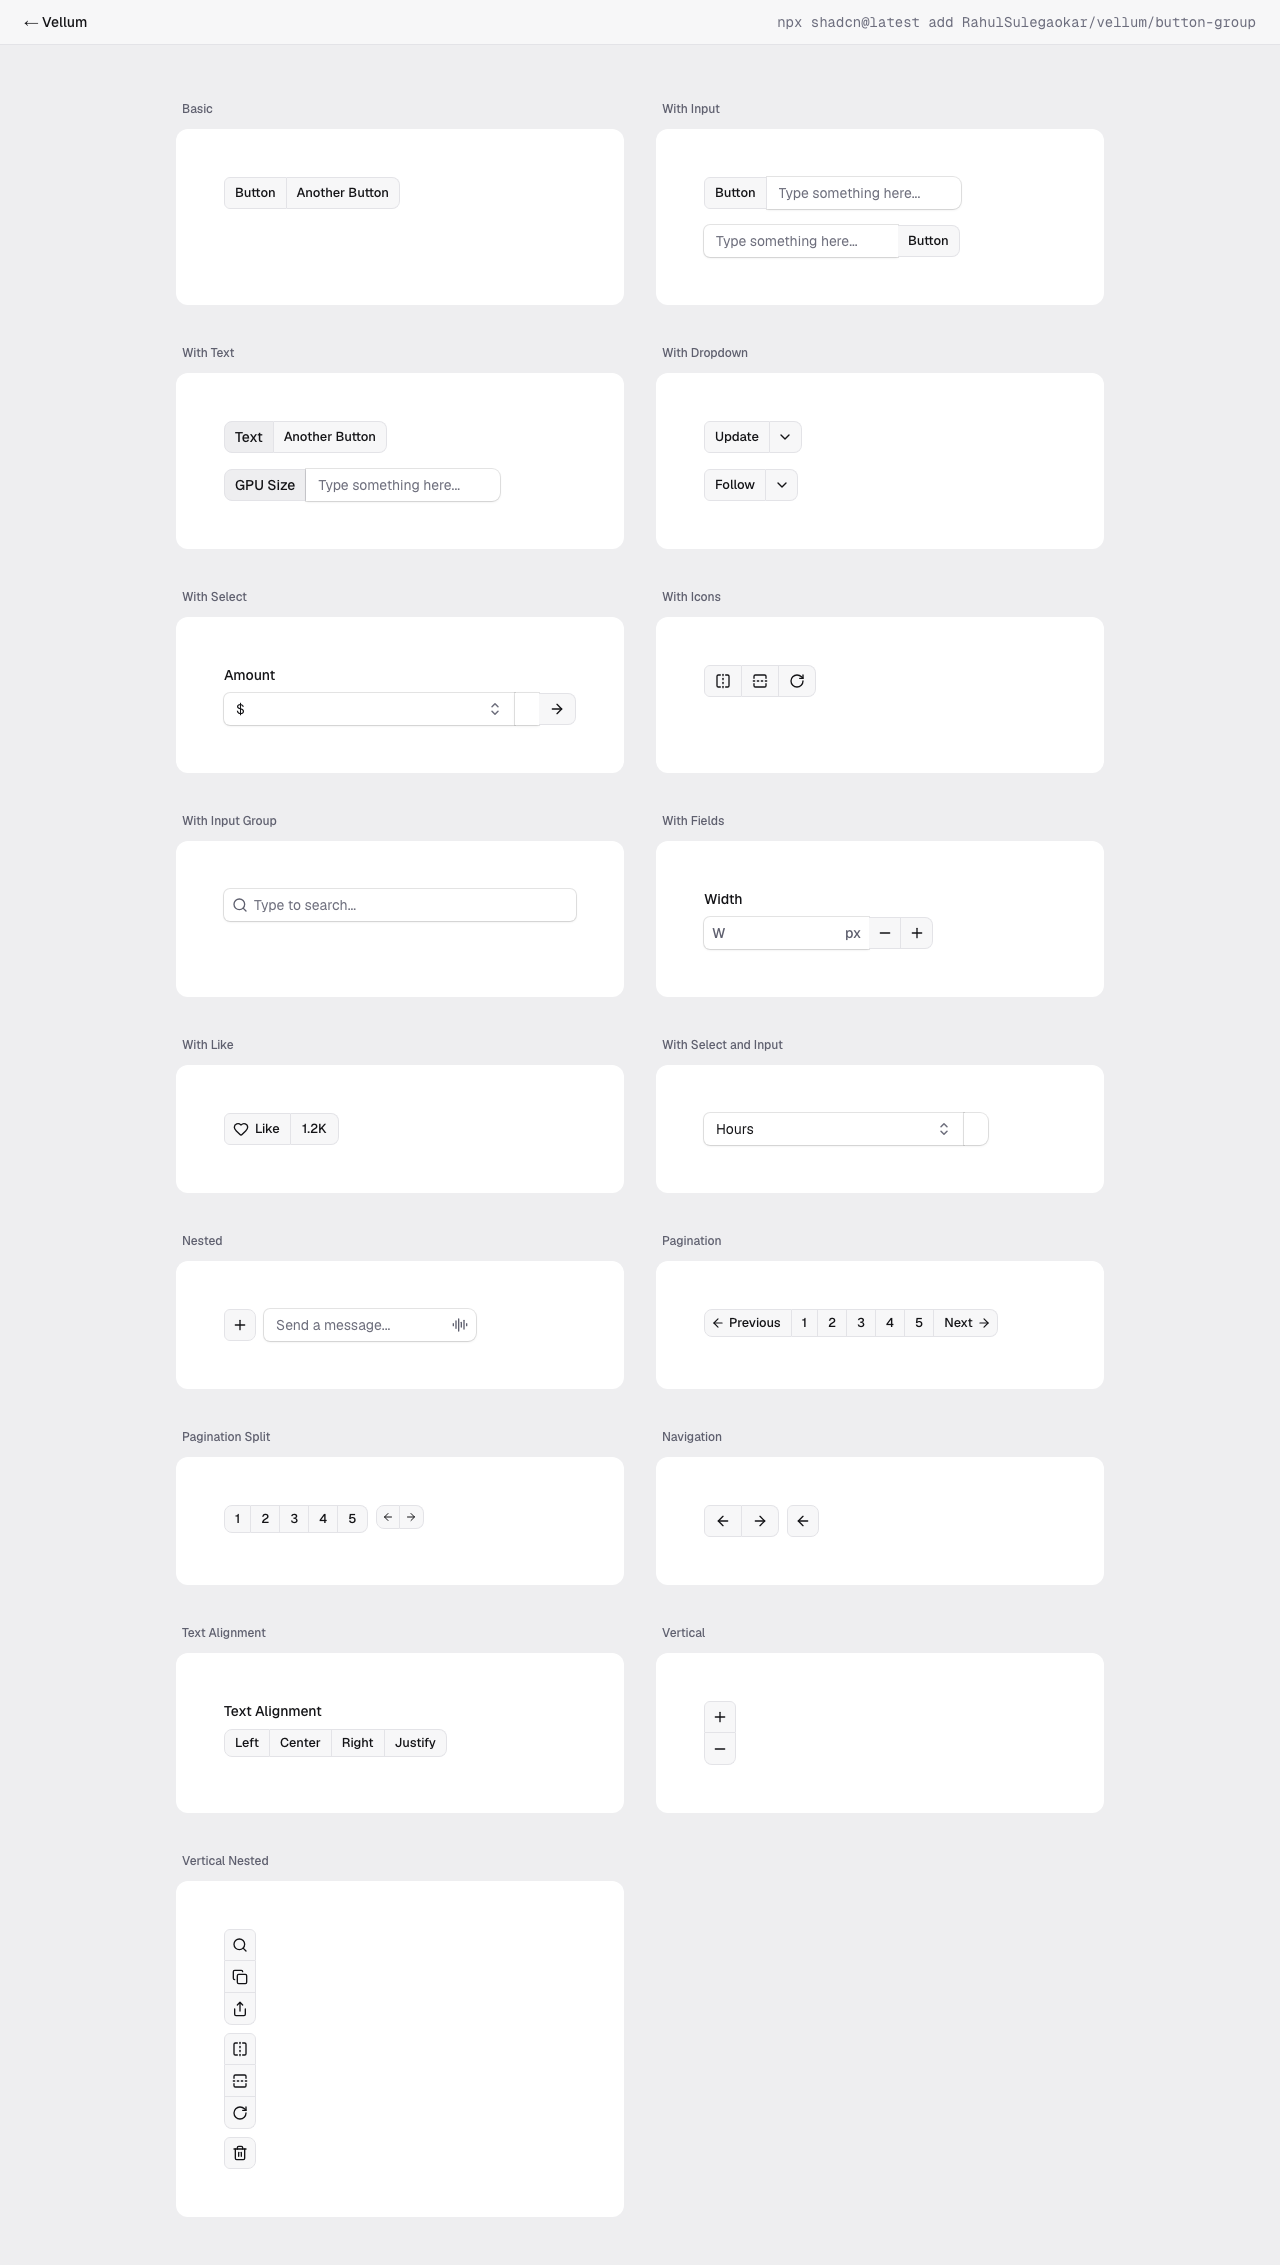 ← Vellum
npx shadcn@latest add RahulSulegaokar/vellum/button-group
Basic
Button Another Button
With Input
Button Type something here...
Type something here... Button
With Text
Text Another Button
GPU Size Type something here...
With Dropdown
Update
Follow
With Select
Amount
$
With Icons
With Input Group
Type to search...
With Fields
Width
W px
With Like
Like 1.2K
With Select and Input
Hours
Nested
Send a message...
Pagination
← Previous 1 2 3 4 5 Next →
Pagination Split
1 2 3 4 5 ← →
Navigation
← → ←
Text Alignment
Text Alignment
Left Center Right Justify
Vertical
+
−
Vertical Nested